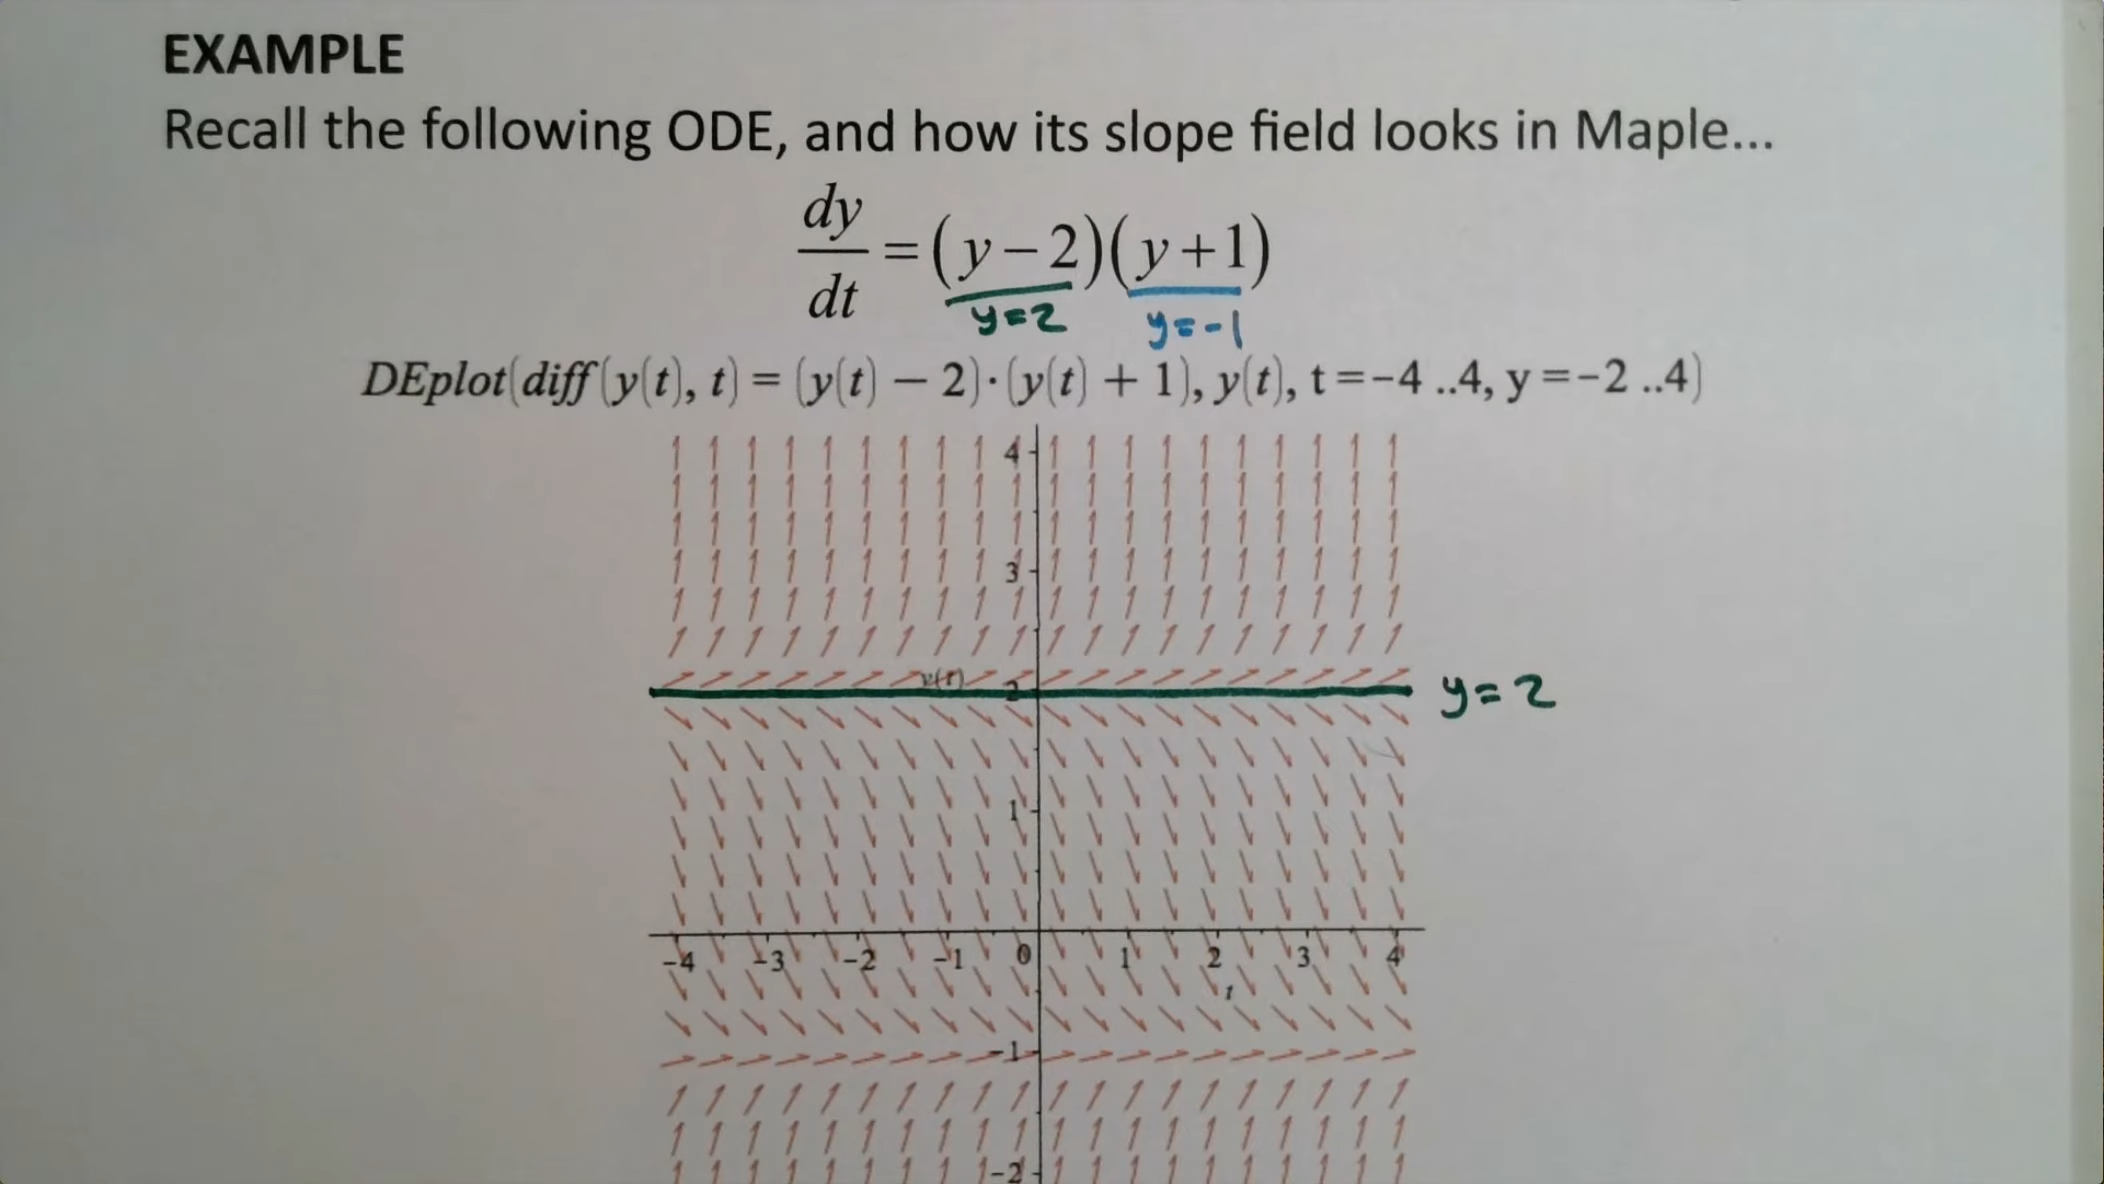 EXAMPLE
Recall the following ODE, and how its slope field looks in Maple...
dy/dt = (y−2)(y+1)
y=2 y=-1
DEplot(diff(y(t), t) = (y(t) − 2)·(y(t) + 1), y(t), t=−4 ..4, y=−2 ..4)
4
3
y(t)
2 y=2
1
-4 -3 -2 -1 0 1 2 3 4
t
-1
-2